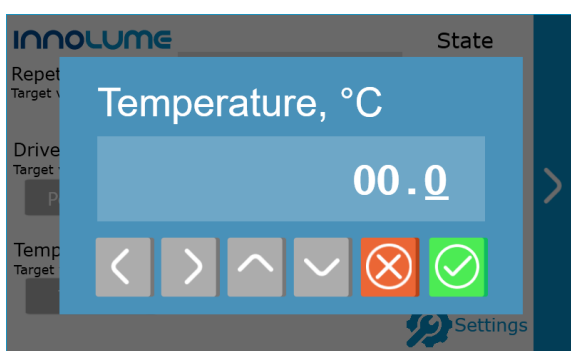 INNOLUME
State
Repet
Target v
Temperature, °C
00.0
Drive
Target
P
Temp
Target
Settings